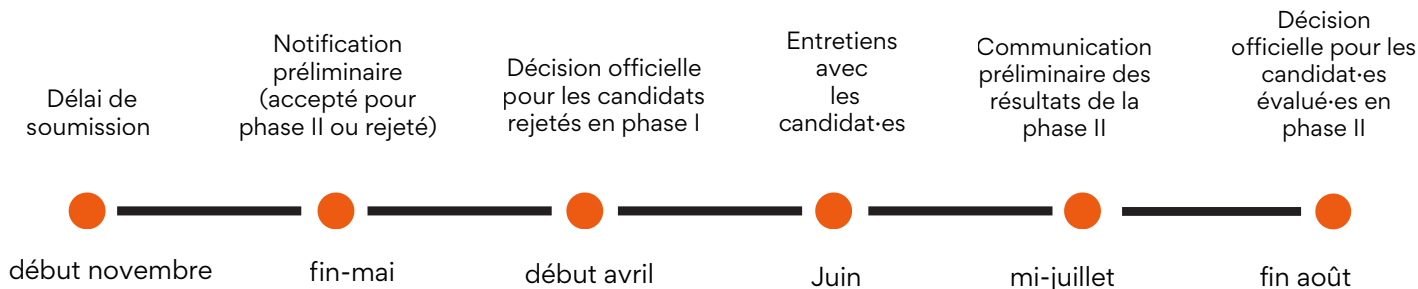 Délai de
soumission
Notification
préliminaire
(accepté pour
phase II ou rejeté)
Décision officielle
pour les candidats
rejetés en phase I
Entretiens
avec
les
candidat·es
Communication
préliminaire des
résultats de la
phase II
Décision
officielle pour les
candidat·es
évalué·es en
phase II
début novembre
fin-mai
début avril
Juin
mi-juillet
fin août